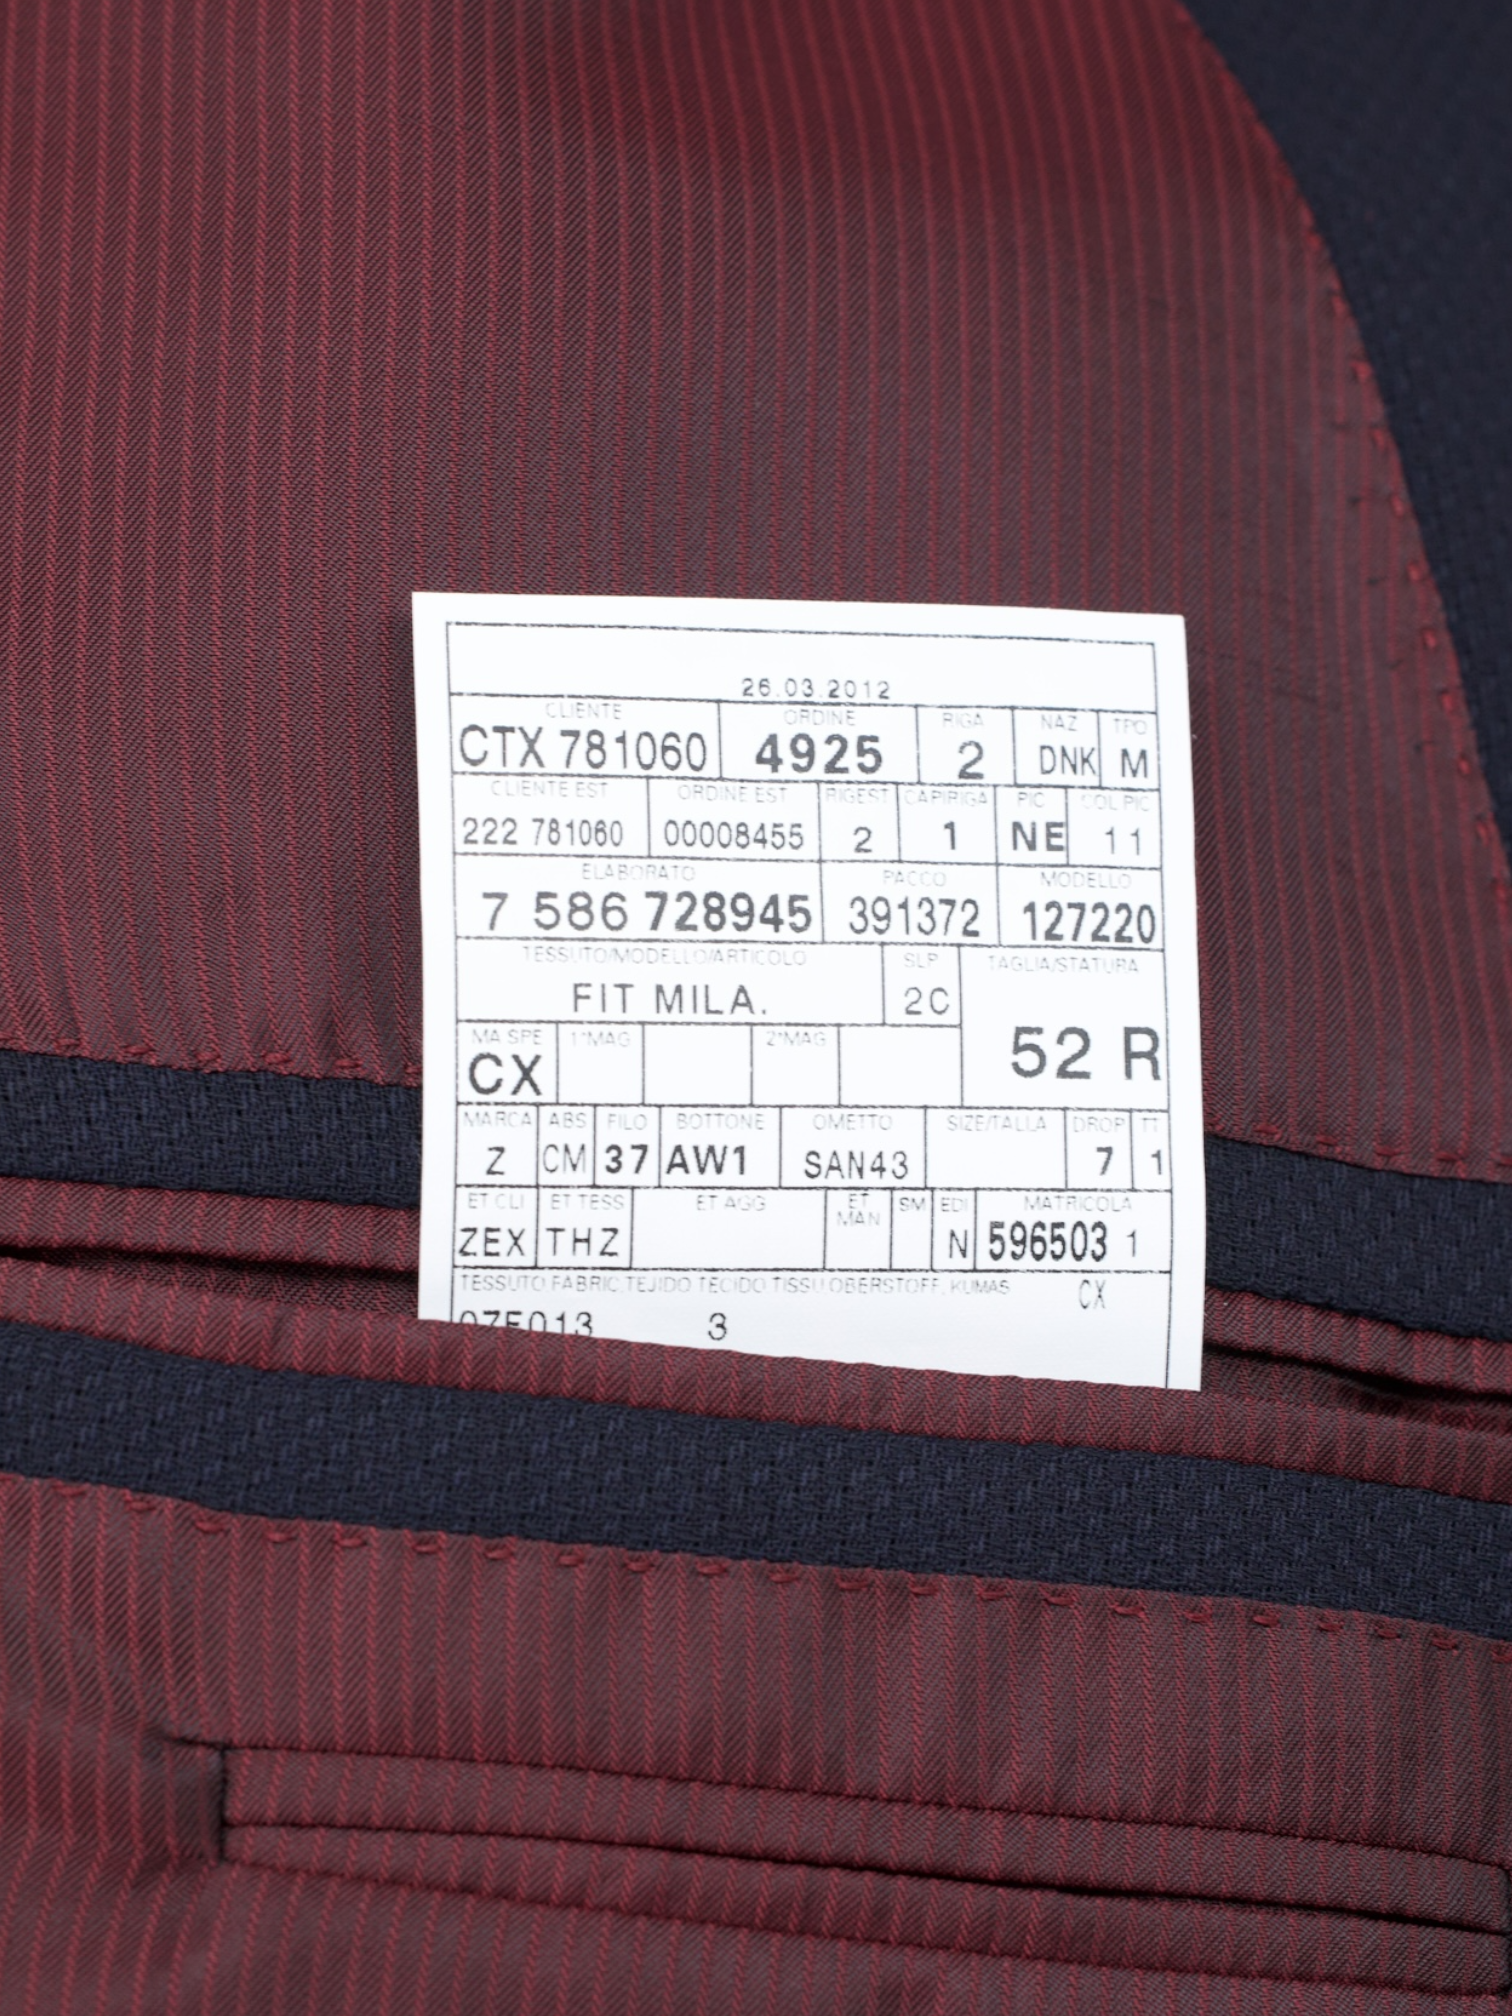 26.03.2012
CLIENTE ORDINE RIGA NAZ TPO
CTX 781060 4925 2 DNK M
CLIENTE EST ORDINE EST RIGEST CAPIRIGA PIC COL PIC
222 781060 00008455 2 1 NE 11
ELABORATO PACCO MODELLO
7 586 728945 391372 127220
TESSUTO/MODELLO/ARTICOLO SLP TAGLIA/STATURA
FIT MILA. 2C
52 R
MA SPE 1°MAG 2°MAG
CX
MARCA ABS FILO BOTTONE OMETTO SIZE/TALLA DROP TT
Z CM 37 AW1 SAN43 7 1
ET CLI ET TESS ET AGG ET MAN SM EDI MATRICOLA
ZEX THZ N 596503 1
TESSUTO, FABRIC, TEJIDO TECIDO TISSU OBERSTOFF, KUMAS CX
3